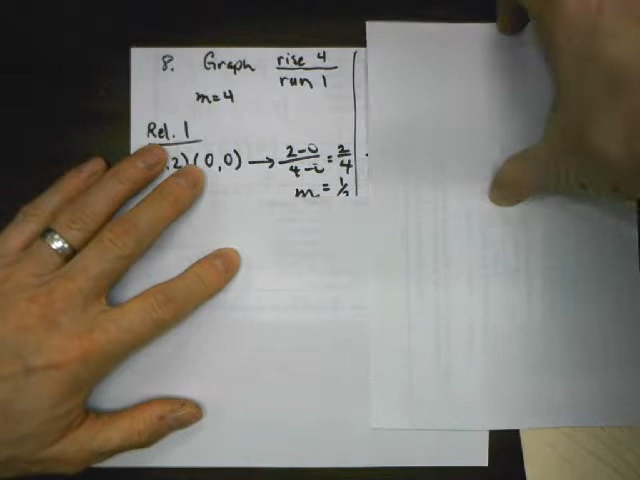 8. Graph rise 4
run 1
m=4
Rel. 1
,2) (0,0) → 2-0/4-0 = 2/4
m = 1/2